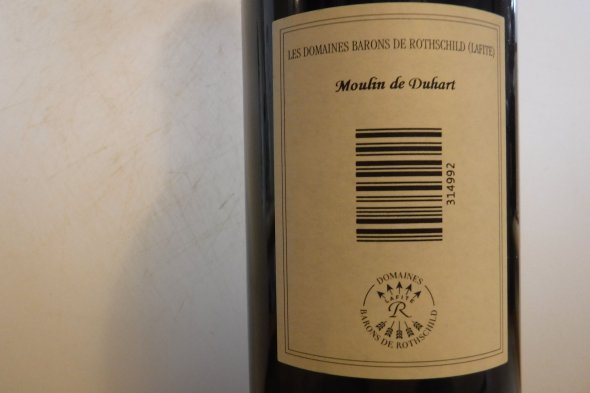 LES DOMAINES BARONS DE ROTHSCHILD (LAFITE)
Moulin de Duhart
314992
DOMAINES
LAFITE
R
BARONS DE ROTHSCHILD